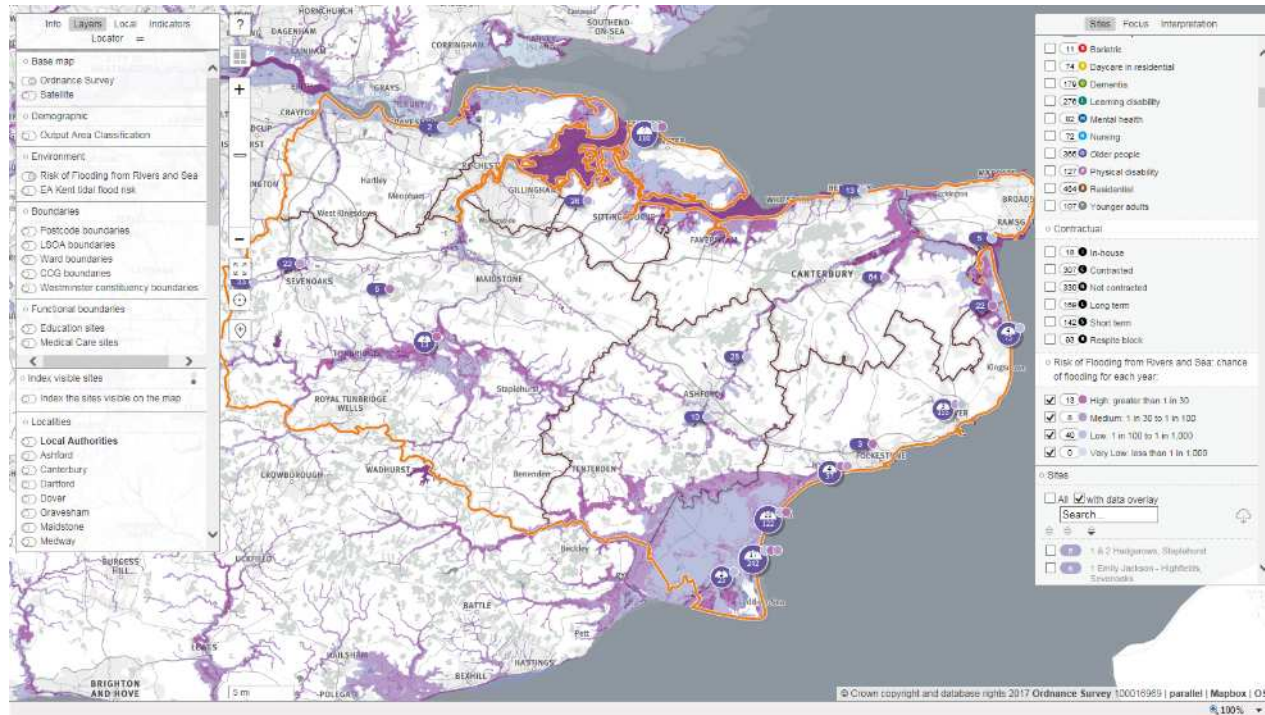 Info Layers Local Indicators
Locator
Base map
Ordnance Survey
Satellite
Demographic
Output Area Classification
Environment
Risk of Flooding from Rivers and Sea
EA Kent tidal flood risk
Boundaries
Postcode boundaries
LSOA boundaries
Ward boundaries
CCG boundaries
Westminster constituency boundaries
Functional boundaries
Education sites
Medical Care sites
Index visible sites
Index the sites visible on the map
Localities
Local Authorities
Ashford
Canterbury
Dartford
Dover
Gravesham
Maidstone
Medway
?
+
−
HORNCHURCH
DAGENHAM
CORRINGHAM
SOUTHEND-
ON-SEA
GRAYS
CRAYFORD
Hartley
Meopham
West Kingsdown
GILLINGHAM
SEVENOAKS
MAIDSTONE
CANTERBURY
BROADS
RAMSGA
Staplehurst
ROYAL TUNBRIDGE
WELLS
ASHFORD
CROWBOROUGH
WADHURST
Benenden
TENTERDEN
FOLKESTONE
Beckley
UCKFIELD
BURGESS
HILL
BATTLE
Pett
LEWES
HAILSHAM
HASTINGS
BEXHILL
POLEGATE
BRIGHTON
AND HOVE
5 mi
Sites Focus Interpretation
11 Bariatric
74 Daycare in residential
179 Dementia
276 Learning disability
82 Mental health
72 Nursing
366 Older people
127 Physical disability
464 Residential
107 Younger adults
Contractual
18 In-house
307 Contracted
330 Not contracted
169 Long term
142 Short term
83 Respite block
Risk of Flooding from Rivers and Sea: chance
of flooding for each year:
13 High: greater than 1 in 30
Medium: 1 in 30 to 1 in 100
40 Low: 1 in 100 to 1 in 1,000
0 Very Low: less than 1 in 1,000
Sites
All with data overlay
Search...
1 & 2 Hedgerows, Staplehurst
1 Emily Jackson - Highfields,
Sevenoaks
© Crown copyright and database rights 2017 Ordnance Survey 100016969 | parallel | Mapbox | OS
100%